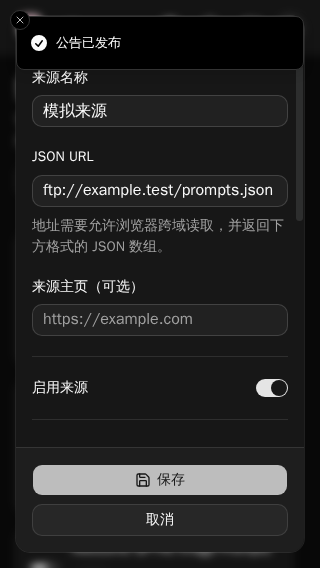 公告已发布
来源名称
模拟来源
JSON URL
ftp://example.test/prompts.json
地址需要允许浏览器跨域读取，并返回下
方格式的 JSON 数组。
来源主页（可选）
https://example.com
启用来源
保存
取消